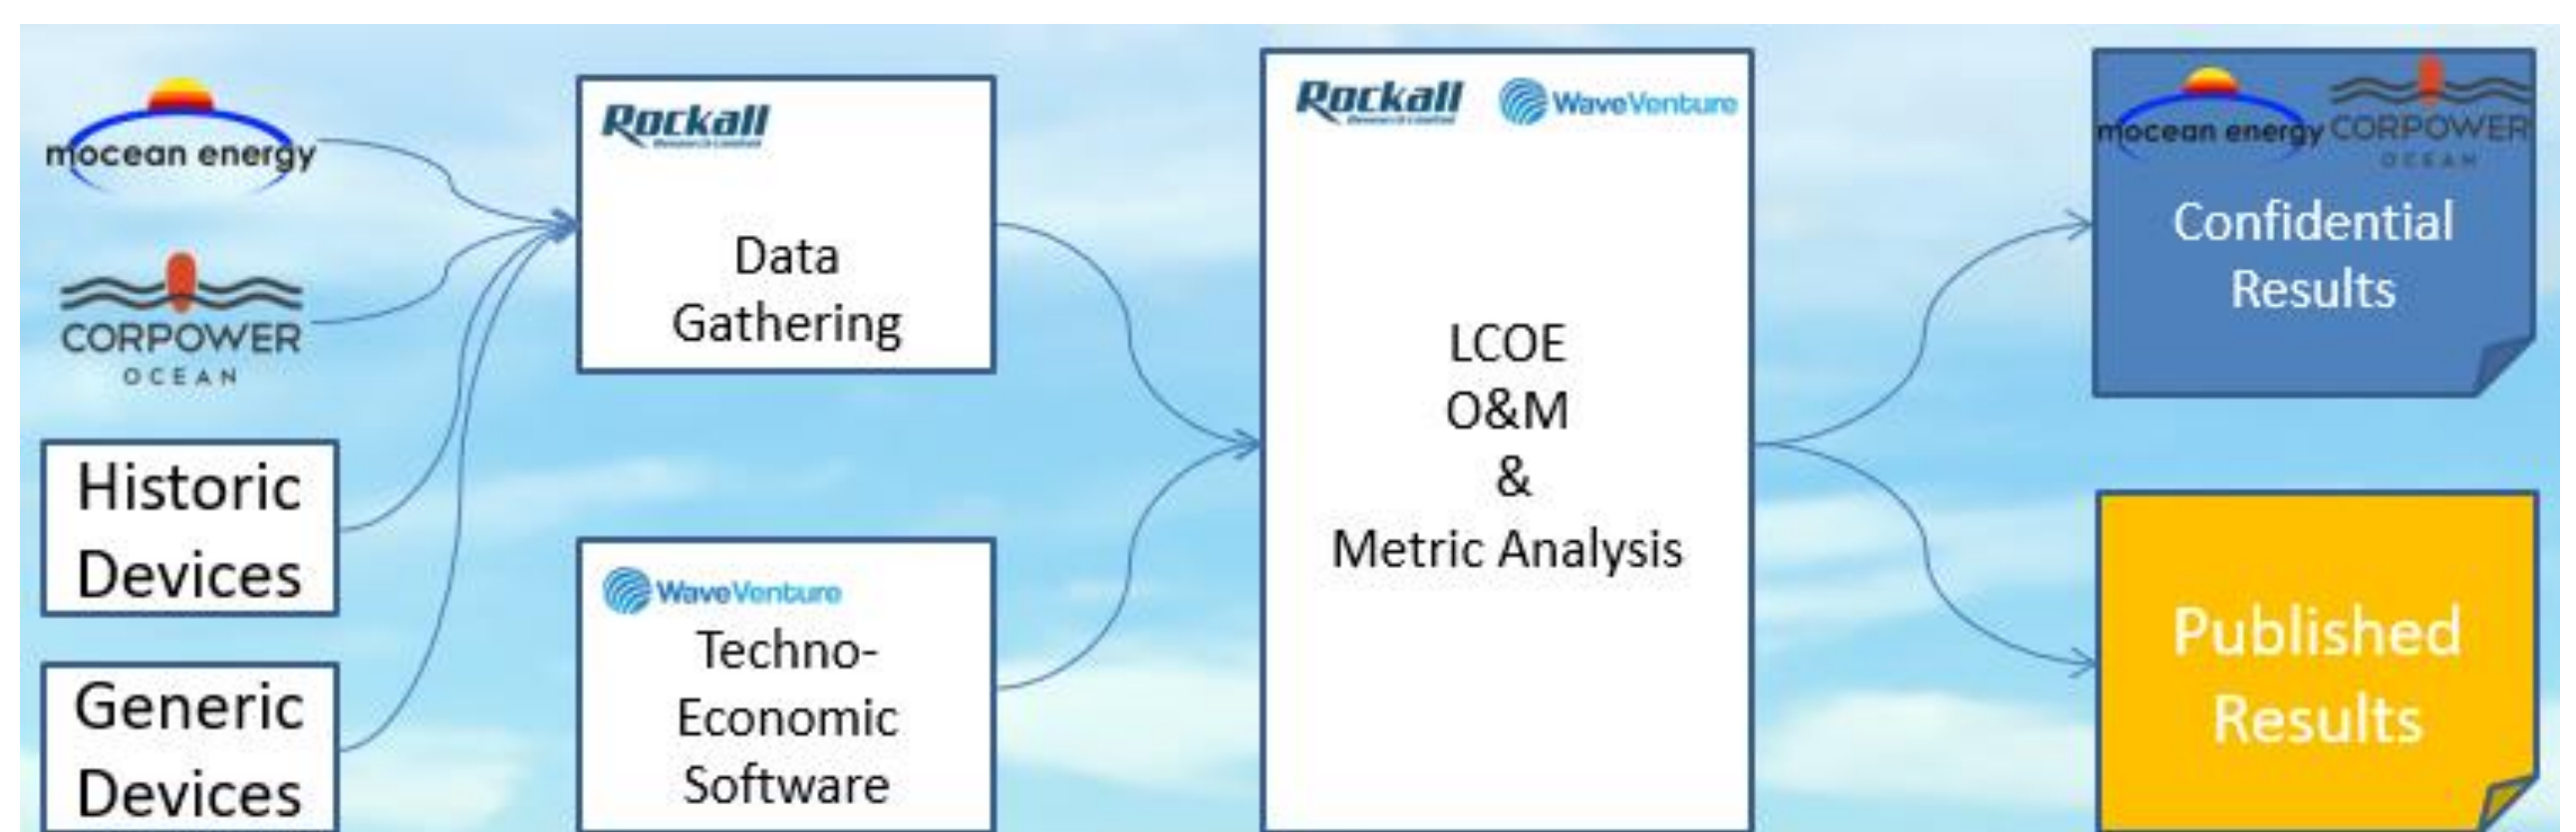 mocean energy
CORPOWER
OCEAN
Historic
Devices
Generic
Devices
Rockall
Data
Gathering
WaveVenture
Techno-
Economic
Software
Rockall
WaveVenture
LCOE
O&M
&
Metric Analysis
mocean energy
CORPOWER
OCEAN
Confidential
Results
Published
Results